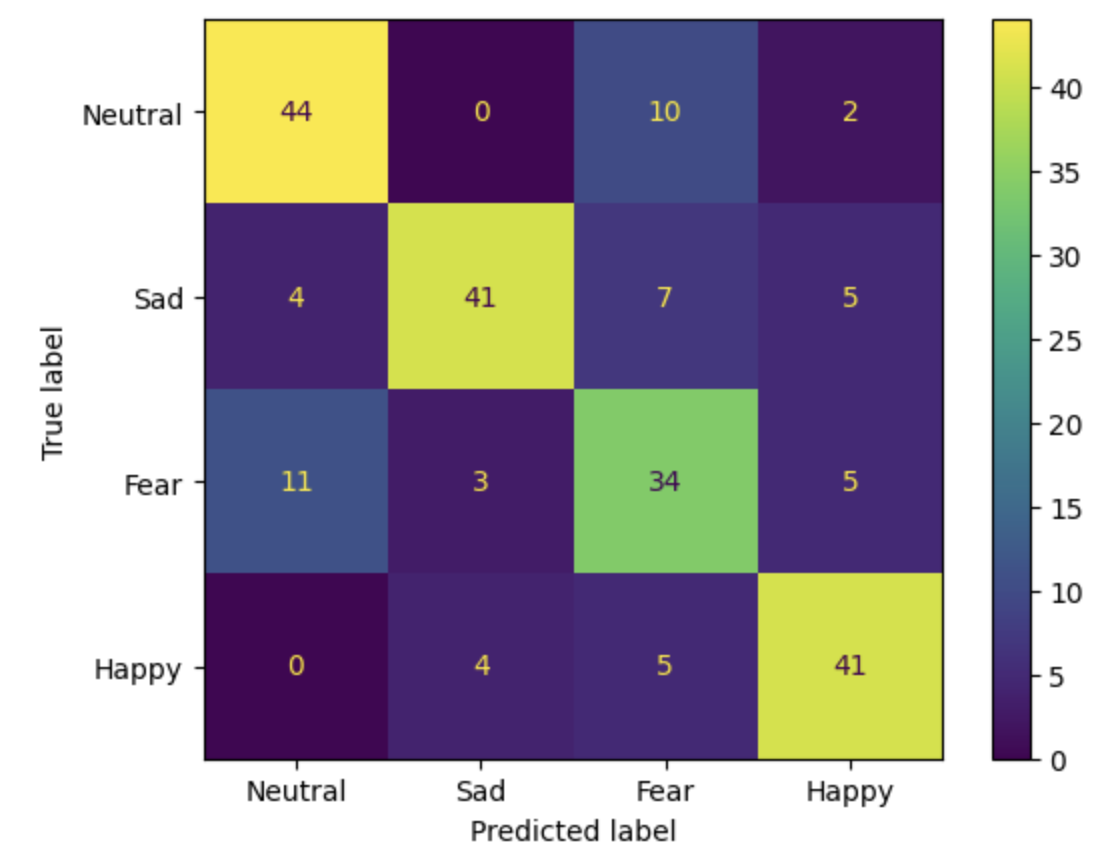 Neutral 44 0 10 2
Sad 4 41 7 5
Fear 11 3 34 5
Happy 0 4 5 41
Neutral Sad Fear Happy
Predicted label
True label
40
35
30
25
20
15
10
5
0